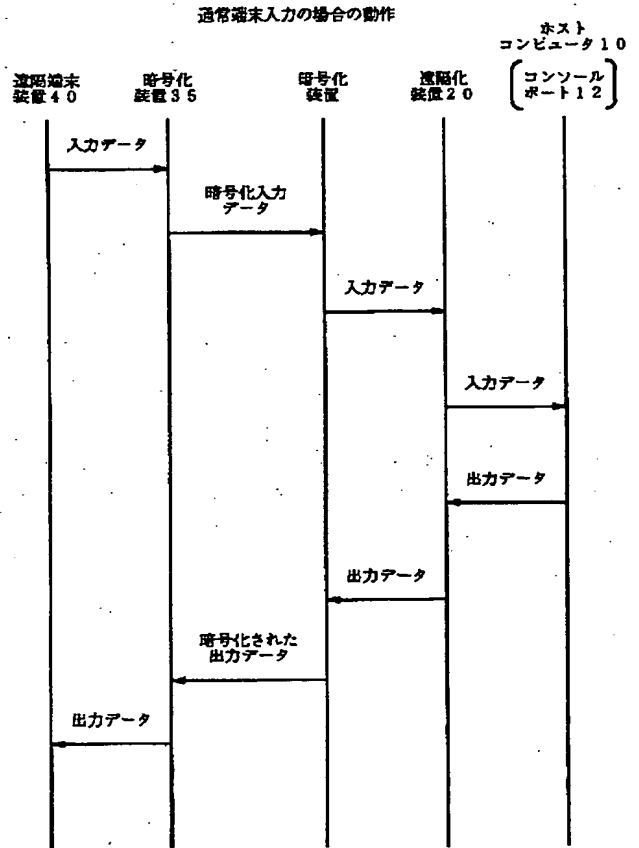 通常端末入力の場合の動作
ホスト
コンピュータ10
遠隔端末
装置40
暗号化
装置35
暗号化
装置
遠隔化
装置20
コンソール
ポート12
入力データ
暗号化入力
データ
入力データ
入力データ
出力データ
出力データ
暗号化された
出力データ
出力データ